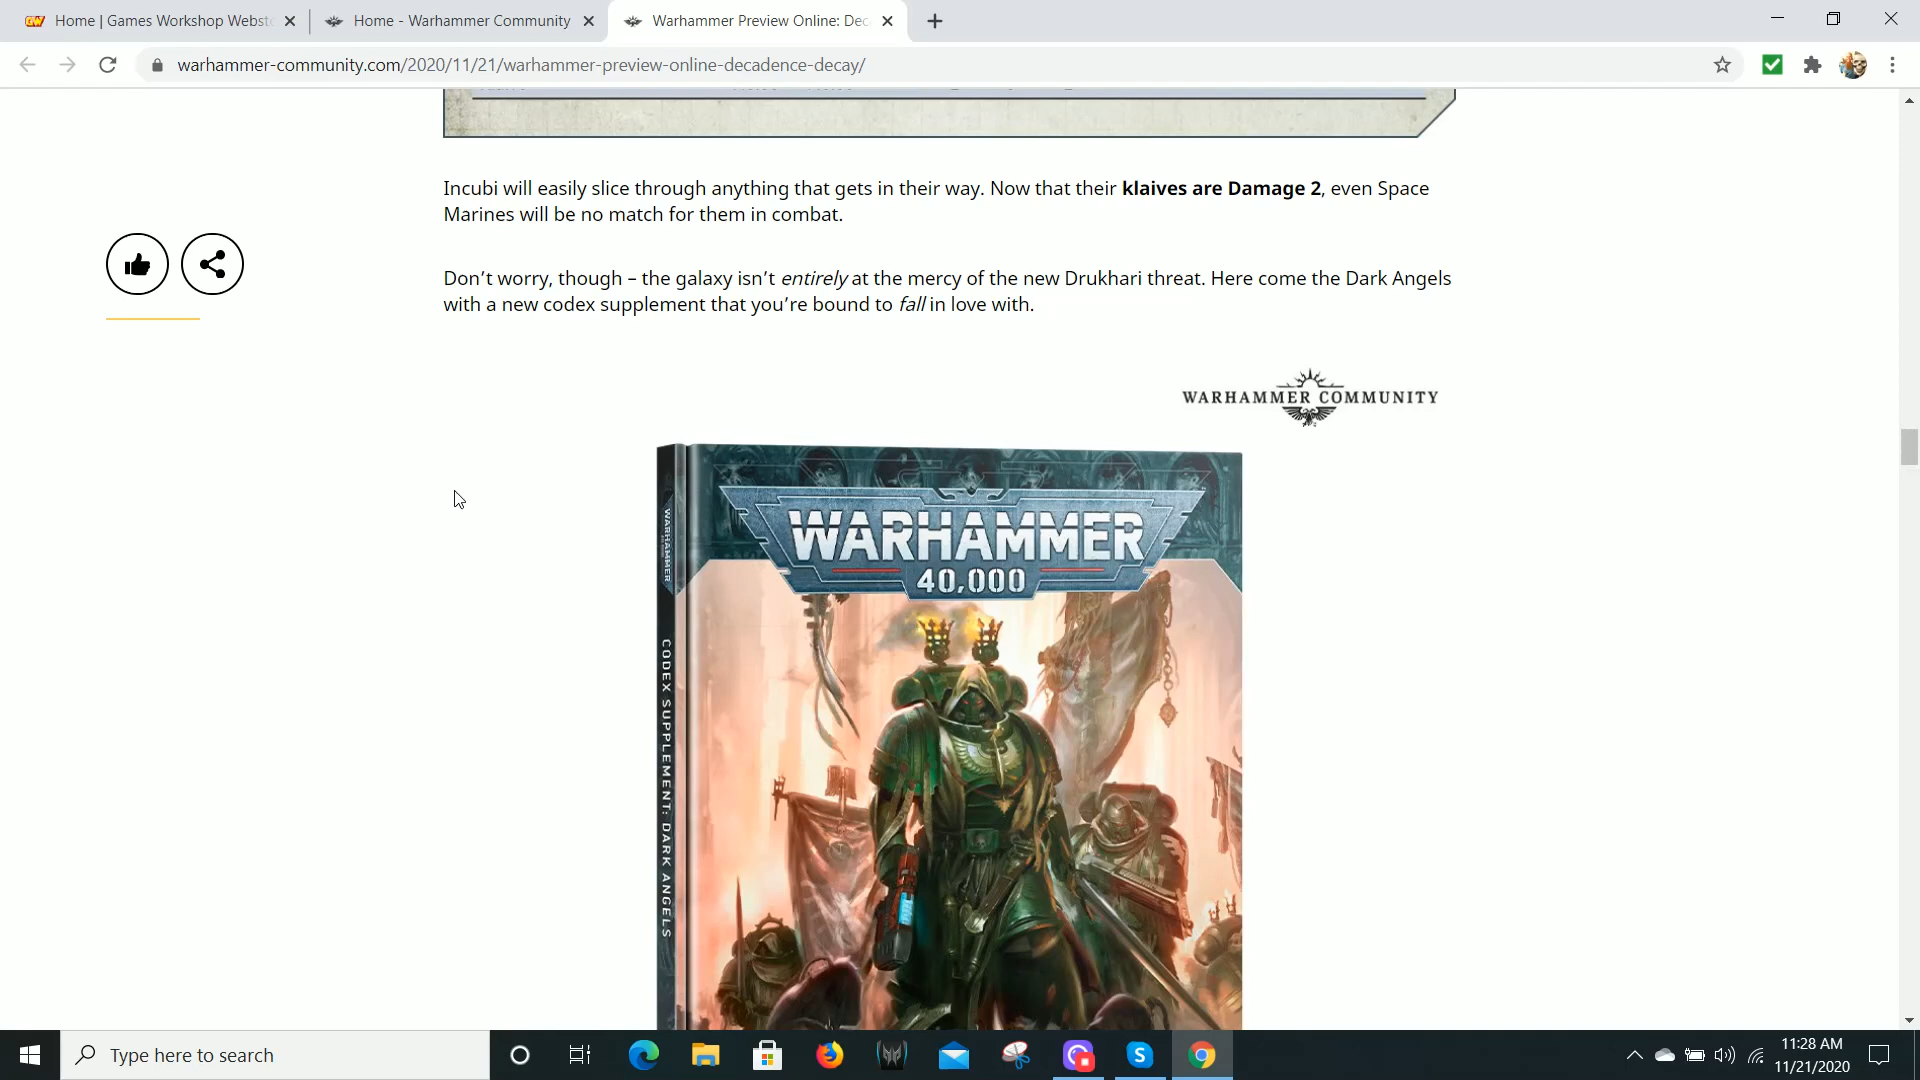 Home | Games Workshop Webst
Home - Warhammer Community
Warhammer Preview Online: Dec
warhammer-community.com/2020/11/21/warhammer-preview-online-decadence-decay/
Incubi will easily slice through anything that gets in their way. Now that their klaives are Damage 2, even Space
Marines will be no match for them in combat.
Don’t worry, though – the galaxy isn’t entirely at the mercy of the new Drukhari threat. Here come the Dark Angels
with a new codex supplement that you’re bound to fall in love with.
WARHAMMER COMMUNITY
WARHAMMER
40,000
WARHAMMER
CODEX SUPPLEMENT: DARK ANGELS
Type here to search
11:28 AM
11/21/2020